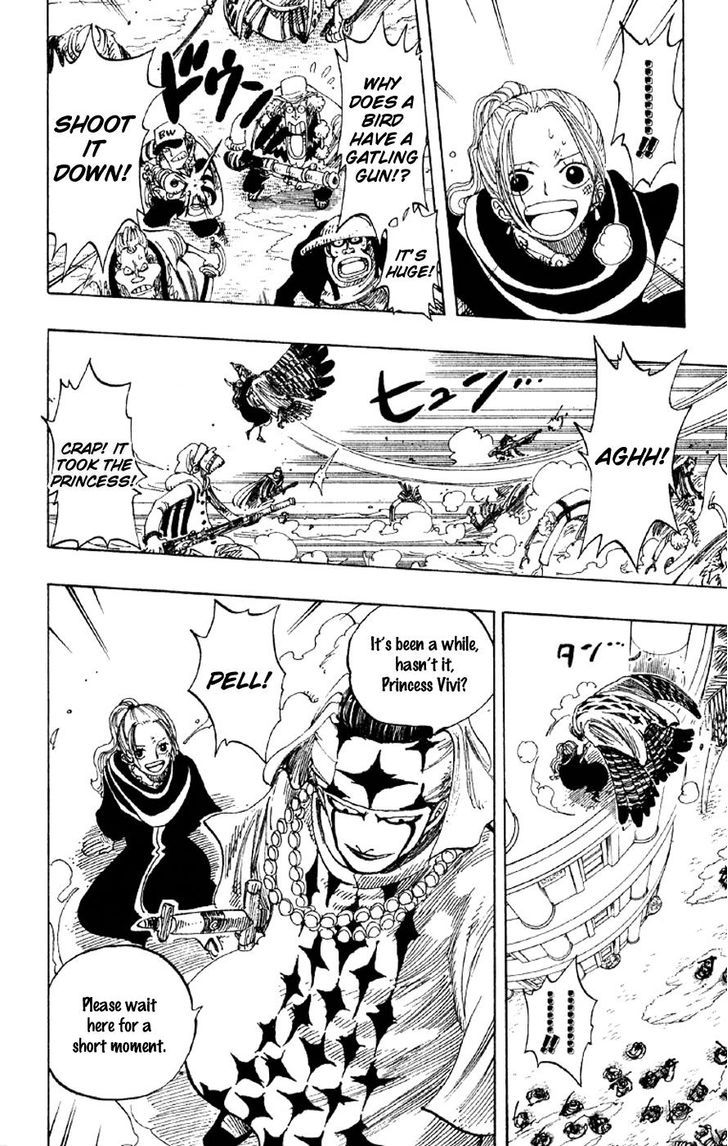 !!
WHY
DOES A
BIRD
HAVE A
GATLING
GUN!?
IT'S
HUGE!
ドウン
BW
SHOOT
IT
DOWN!
AGHH!
ヒュン...
CRAP! IT
TOOK THE
PRINCESS!
タン...
!!
It's been a while,
hasn't it,
Princess Vivi?
PELL!
Please wait
here for a
short moment.